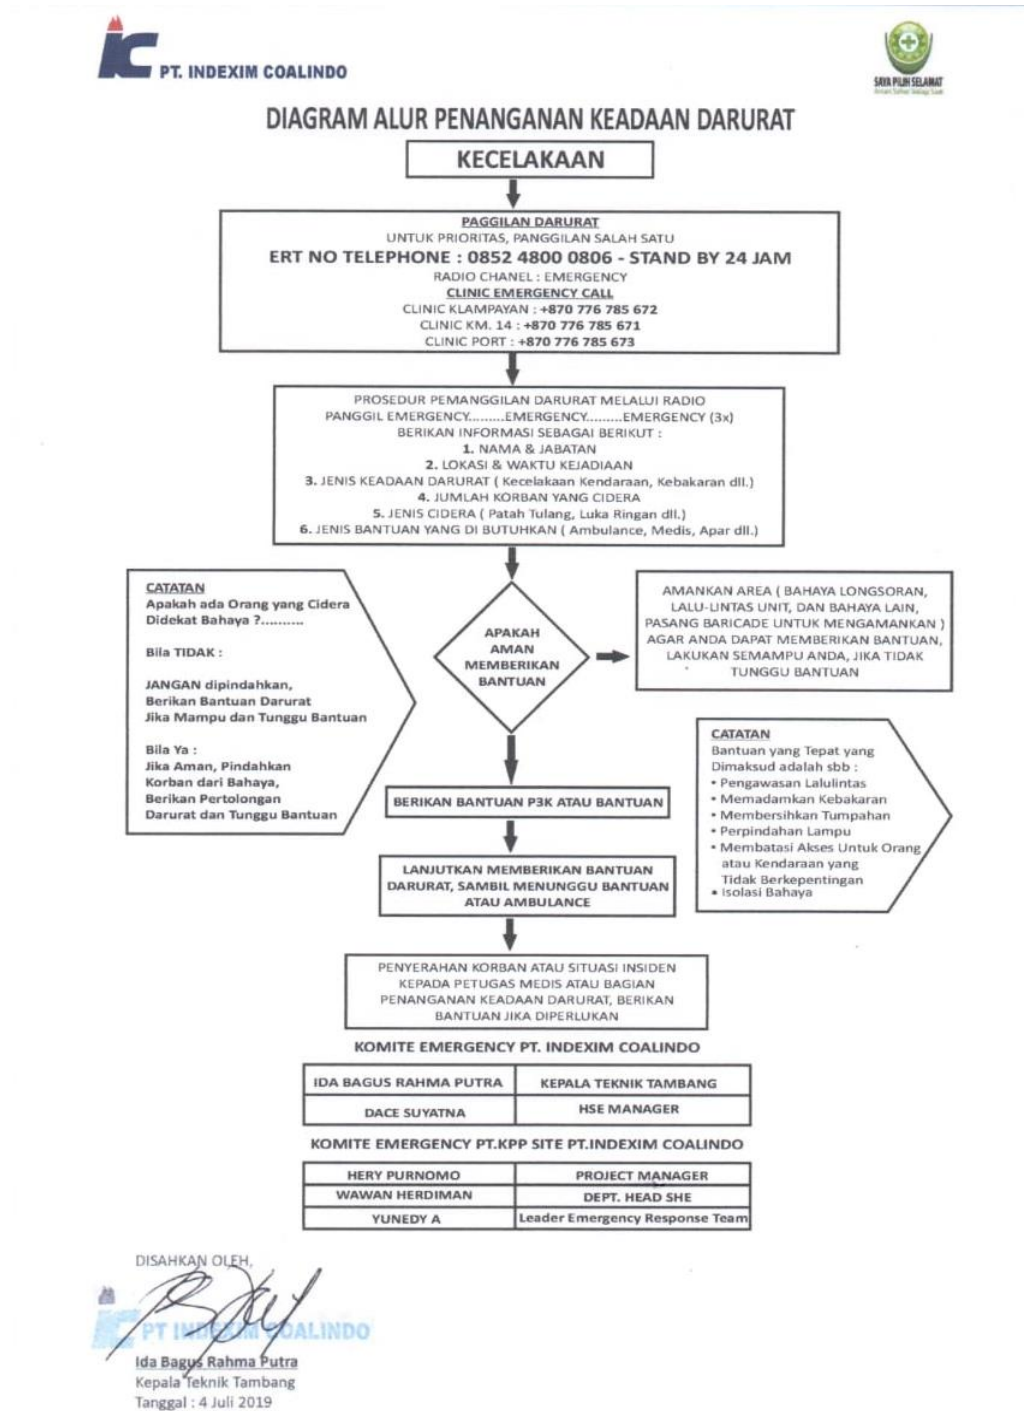 PT. INDEXIM COALINDO
SAYA PILIH SELAMAT
DIAGRAM ALUR PENANGANAN KEADAAN DARURAT
KECELAKAAN
PAGGILAN DARURAT
UNTUK PRIORITAS, PANGGILAN SALAH SATU
ERT NO TELEPHONE : 0852 4800 0806 - STAND BY 24 JAM
RADIO CHANEL : EMERGENCY
CLINIC EMERGENCY CALL
CLINIC KLAMPAYAN : +870 776 785 672
CLINIC KM. 14 : +870 776 785 671
CLINIC PORT : +870 776 785 673
PROSEDUR PEMANGGILAN DARURAT MELALUI RADIO
PANGGIL EMERGENCY.........EMERGENCY.........EMERGENCY (3x)
BERIKAN INFORMASI SEBAGAI BERIKUT :
1. NAMA & JABATAN
2. LOKASI & WAKTU KEJADIAAN
3. JENIS KEADAAN DARURAT ( Kecelakaan Kendaraan, Kebakaran dll.)
4. JUMLAH KORBAN YANG CIDERA
5. JENIS CIDERA ( Patah Tulang, Luka Ringan dll.)
6. JENIS BANTUAN YANG DI BUTUHKAN ( Ambulance, Medis, Apar dll.)
CATATAN
Apakah ada Orang yang Cidera
Didekat Bahaya ?..........
Bila TIDAK :
JANGAN dipindahkan,
Berikan Bantuan Darurat
Jika Mampu dan Tunggu Bantuan
Bila Ya :
Jika Aman, Pindahkan
Korban dari Bahaya,
Berikan Pertolongan
Darurat dan Tunggu Bantuan
APAKAH
AMAN
MEMBERIKAN
BANTUAN
AMANKAN AREA ( BAHAYA LONGSORAN,
LALU-LINTAS UNIT, DAN BAHAYA LAIN,
PASANG BARICADE UNTUK MENGAMANKAN )
AGAR ANDA DAPAT MEMBERIKAN BANTUAN,
LAKUKAN SEMAMPU ANDA, JIKA TIDAK
TUNGGU BANTUAN
CATATAN
Bantuan yang Tepat yang
Dimaksud adalah sbb :
• Pengawasan Lalulintas
• Memadamkan Kebakaran
• Membersihkan Tumpahan
• Perpindahan Lampu
• Membatasi Akses Untuk Orang
atau Kendaraan yang
Tidak Berkepentingan
• Isolasi Bahaya
BERIKAN BANTUAN P3K ATAU BANTUAN
LANJUTKAN MEMBERIKAN BANTUAN
DARURAT, SAMBIL MENUNGGU BANTUAN
ATAU AMBULANCE
PENYERAHAN KORBAN ATAU SITUASI INSIDEN
KEPADA PETUGAS MEDIS ATAU BAGIAN
PENANGANAN KEADAAN DARURAT, BERIKAN
BANTUAN JIKA DIPERLUKAN
KOMITE EMERGENCY PT. INDEXIM COALINDO
IDA BAGUS RAHMA PUTRA KEPALA TEKNIK TAMBANG
DACE SUYATNA HSE MANAGER
KOMITE EMERGENCY PT.KPP SITE PT.INDEXIM COALINDO
HERY PURNOMO PROJECT MANAGER
WAWAN HERDIMAN DEPT. HEAD SHE
YUNEDY A Leader Emergency Response Team
DISAHKAN OLEH,
PT INDEXIM COALINDO
Ida Bagus Rahma Putra
Kepala Teknik Tambang
Tanggal : 4 Juli 2019